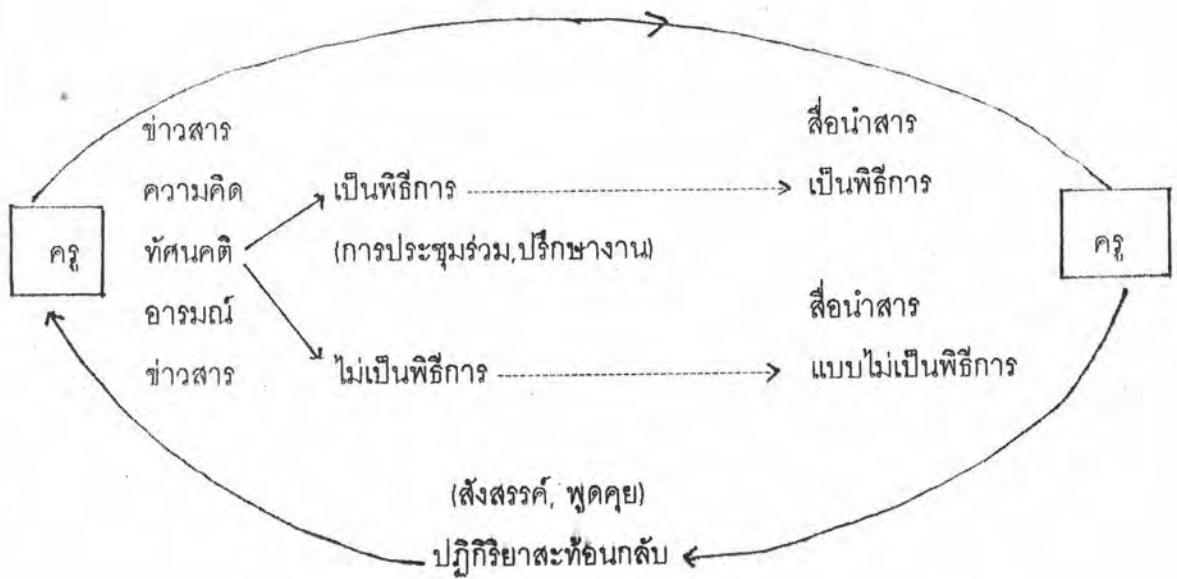 ข่าวสาร
สื่อนำสาร
ความคิด
เป็นพิธีการ
เป็นพิธีการ
ครู
ทัศนคติ
(การประชุมร่วม,ปรึกษางาน)
ครู
อารมณ์
สื่อนำสาร
ข่าวสาร
ไม่เป็นพิธีการ
แบบไม่เป็นพิธีการ
(สังสรรค์, พูดคุย)
ปฏิกิริยาสะท้อนกลับ